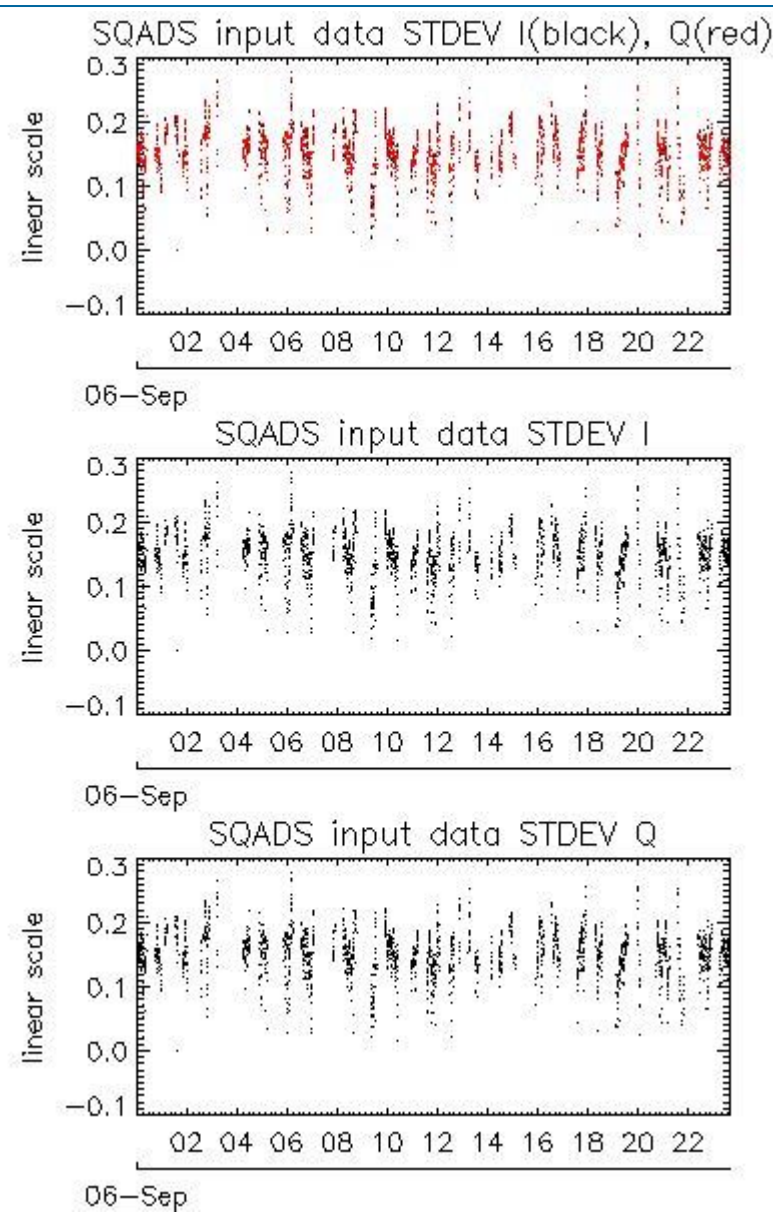 SQADS input data STDEV I(black), Q(red)
0.3
0.2
0.1
0.0
−0.1
linear scale
02 04 06 08 10 12 14 16 18 20 22
06−Sep
SQADS input data STDEV I
0.3
0.2
0.1
0.0
−0.1
linear scale
02 04 06 08 10 12 14 16 18 20 22
06−Sep
SQADS input data STDEV Q
0.3
0.2
0.1
0.0
−0.1
linear scale
02 04 06 08 10 12 14 16 18 20 22
06−Sep